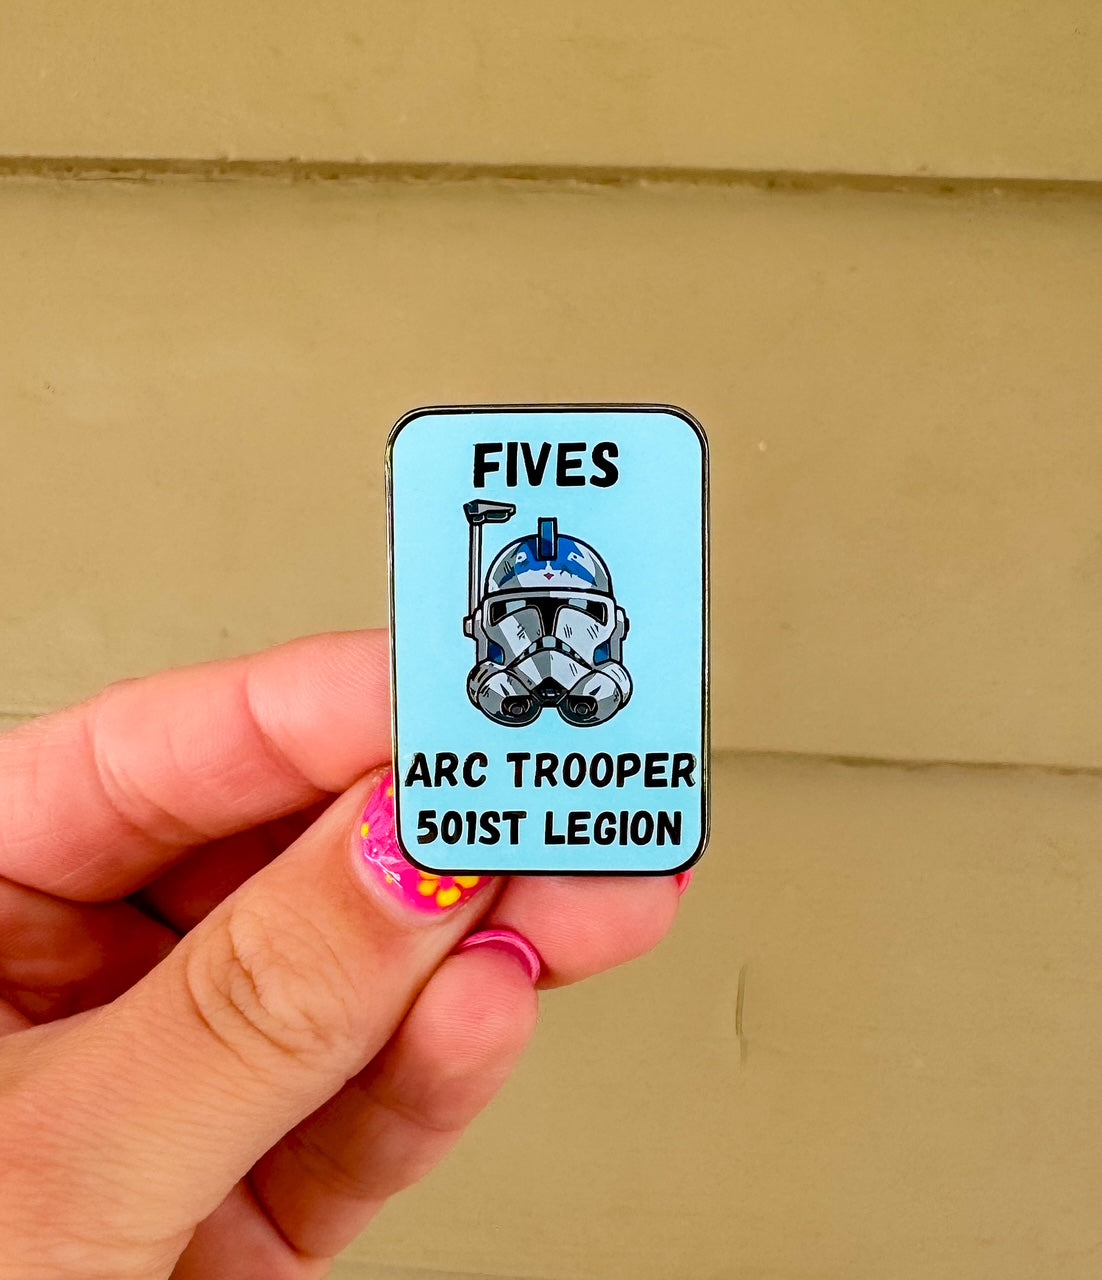 FIVES
ARC TROOPER
501ST LEGION